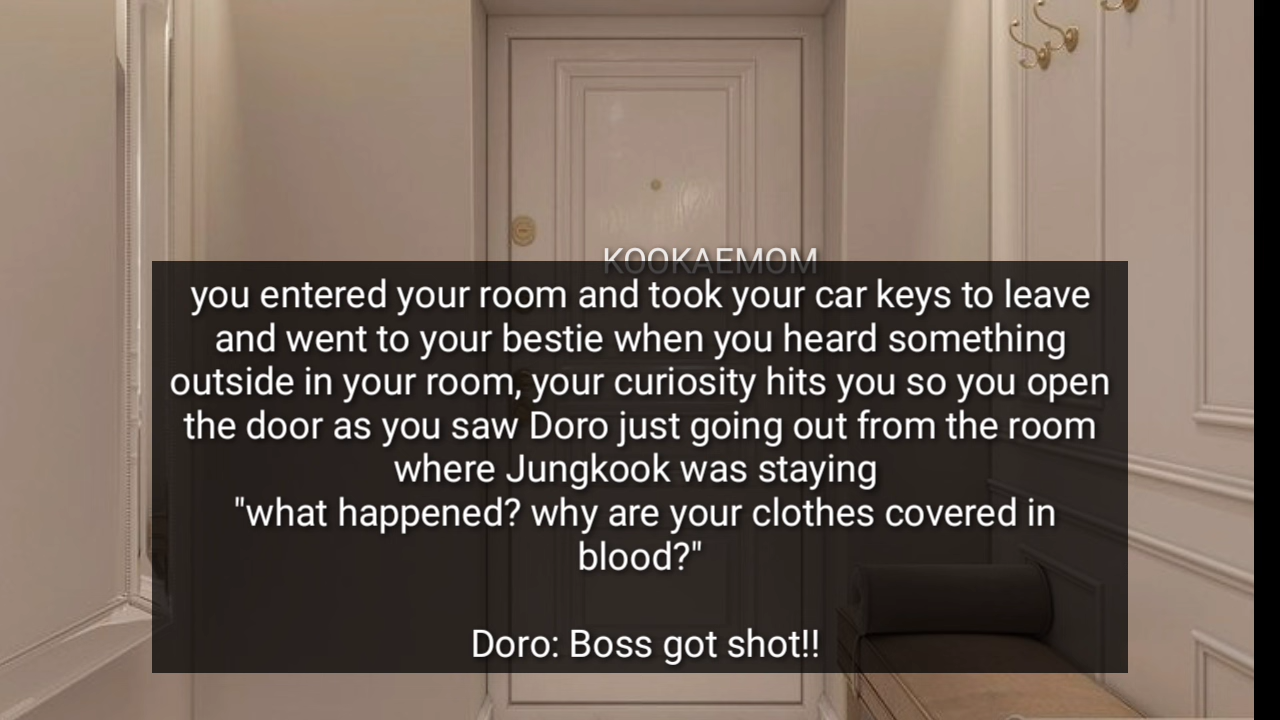 KOOKAEMOM
you entered your room and took your car keys to leave
and went to your bestie when you heard something
outside in your room, your curiosity hits you so you open
the door as you saw Doro just going out from the room
where Jungkook was staying
"what happened? why are your clothes covered in
blood?"
Doro: Boss got shot!!